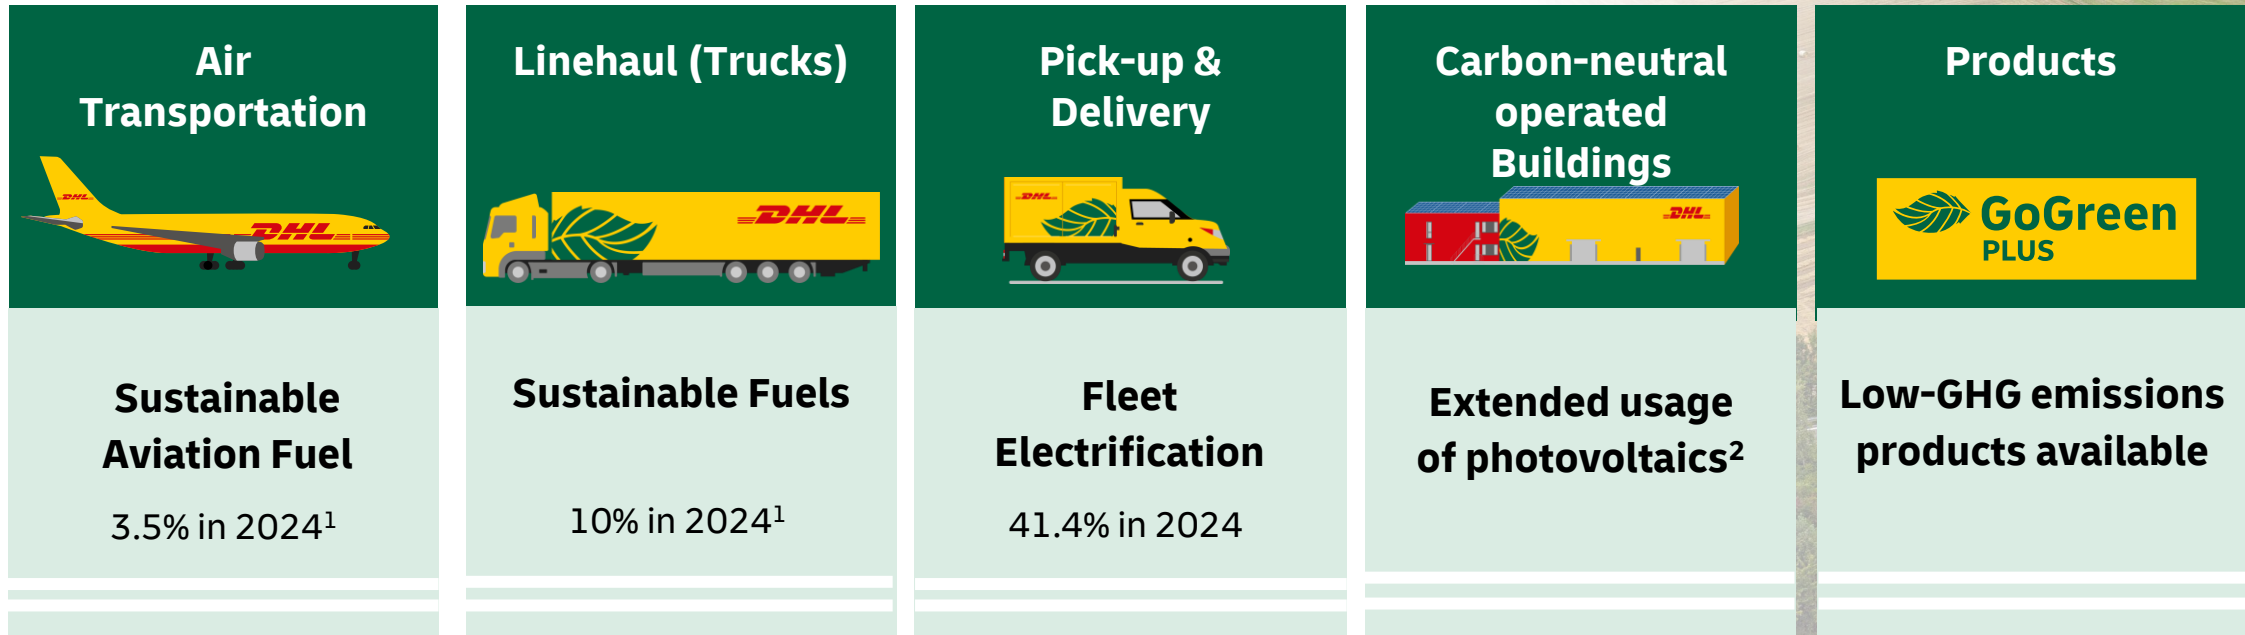 Air
Transportation
DHL
DHL
Sustainable
Aviation Fuel
3.5% in 2024¹
Linehaul (Trucks)
DHL
Sustainable Fuels
10% in 2024¹
Pick-up &
Delivery
DHL
Fleet
Electrification
41.4% in 2024
Carbon-neutral
operated
Buildings
DHL
Extended usage
of photovoltaics²
Products
GoGreen
PLUS
Low-GHG emissions
products available